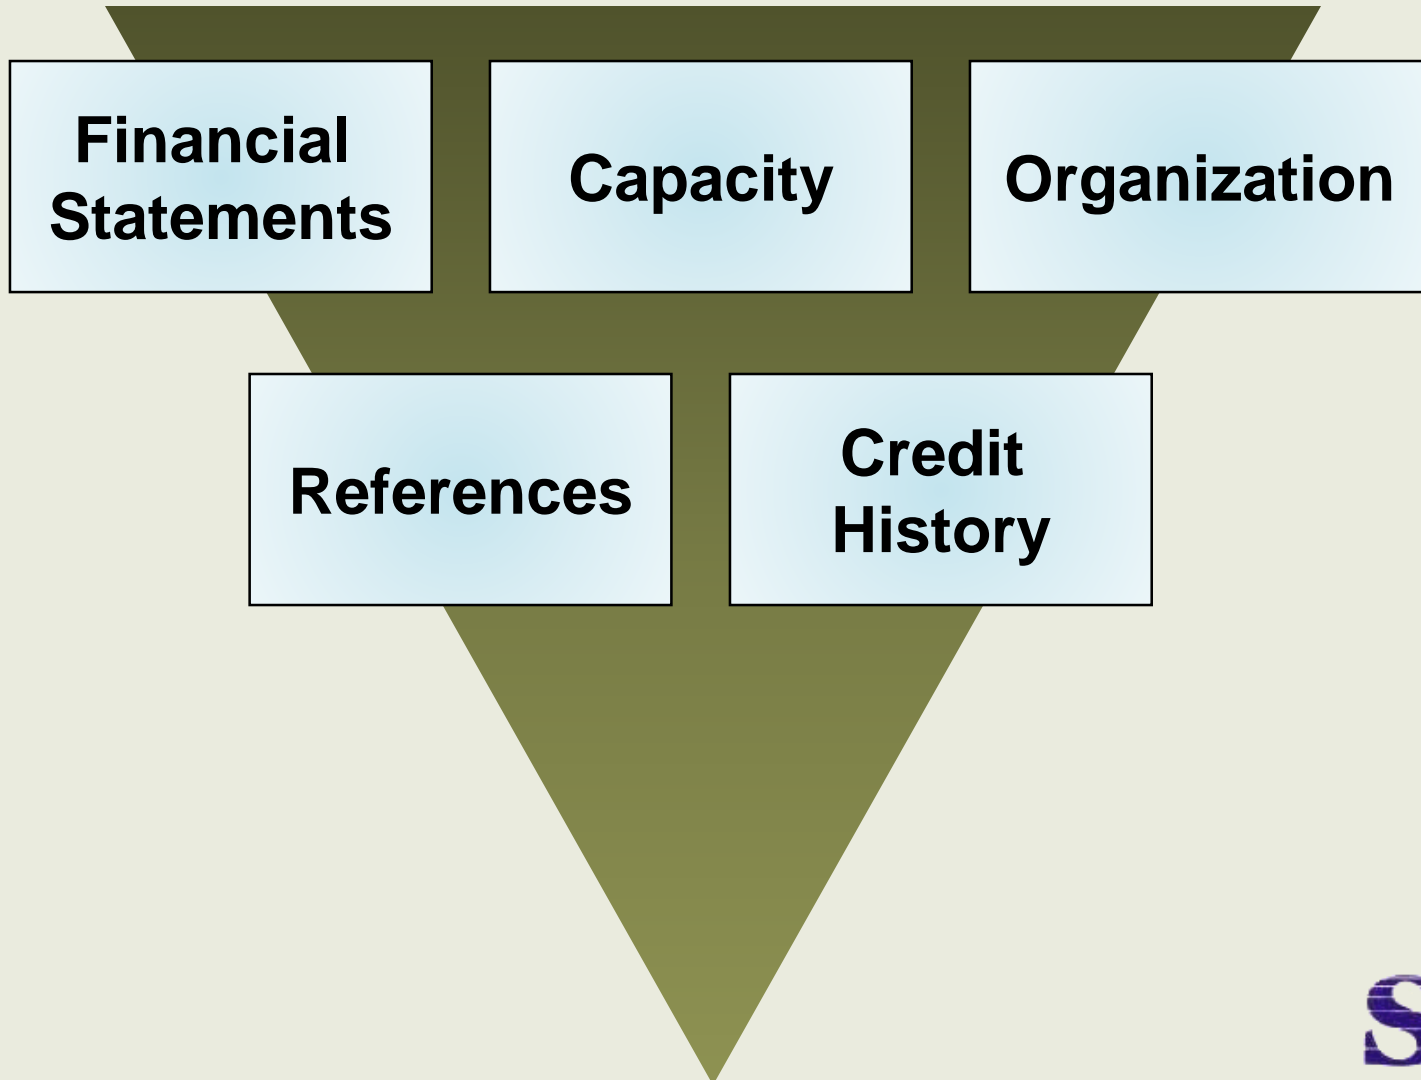 Financial
Statements
Capacity
Organization
References
Credit
History
S